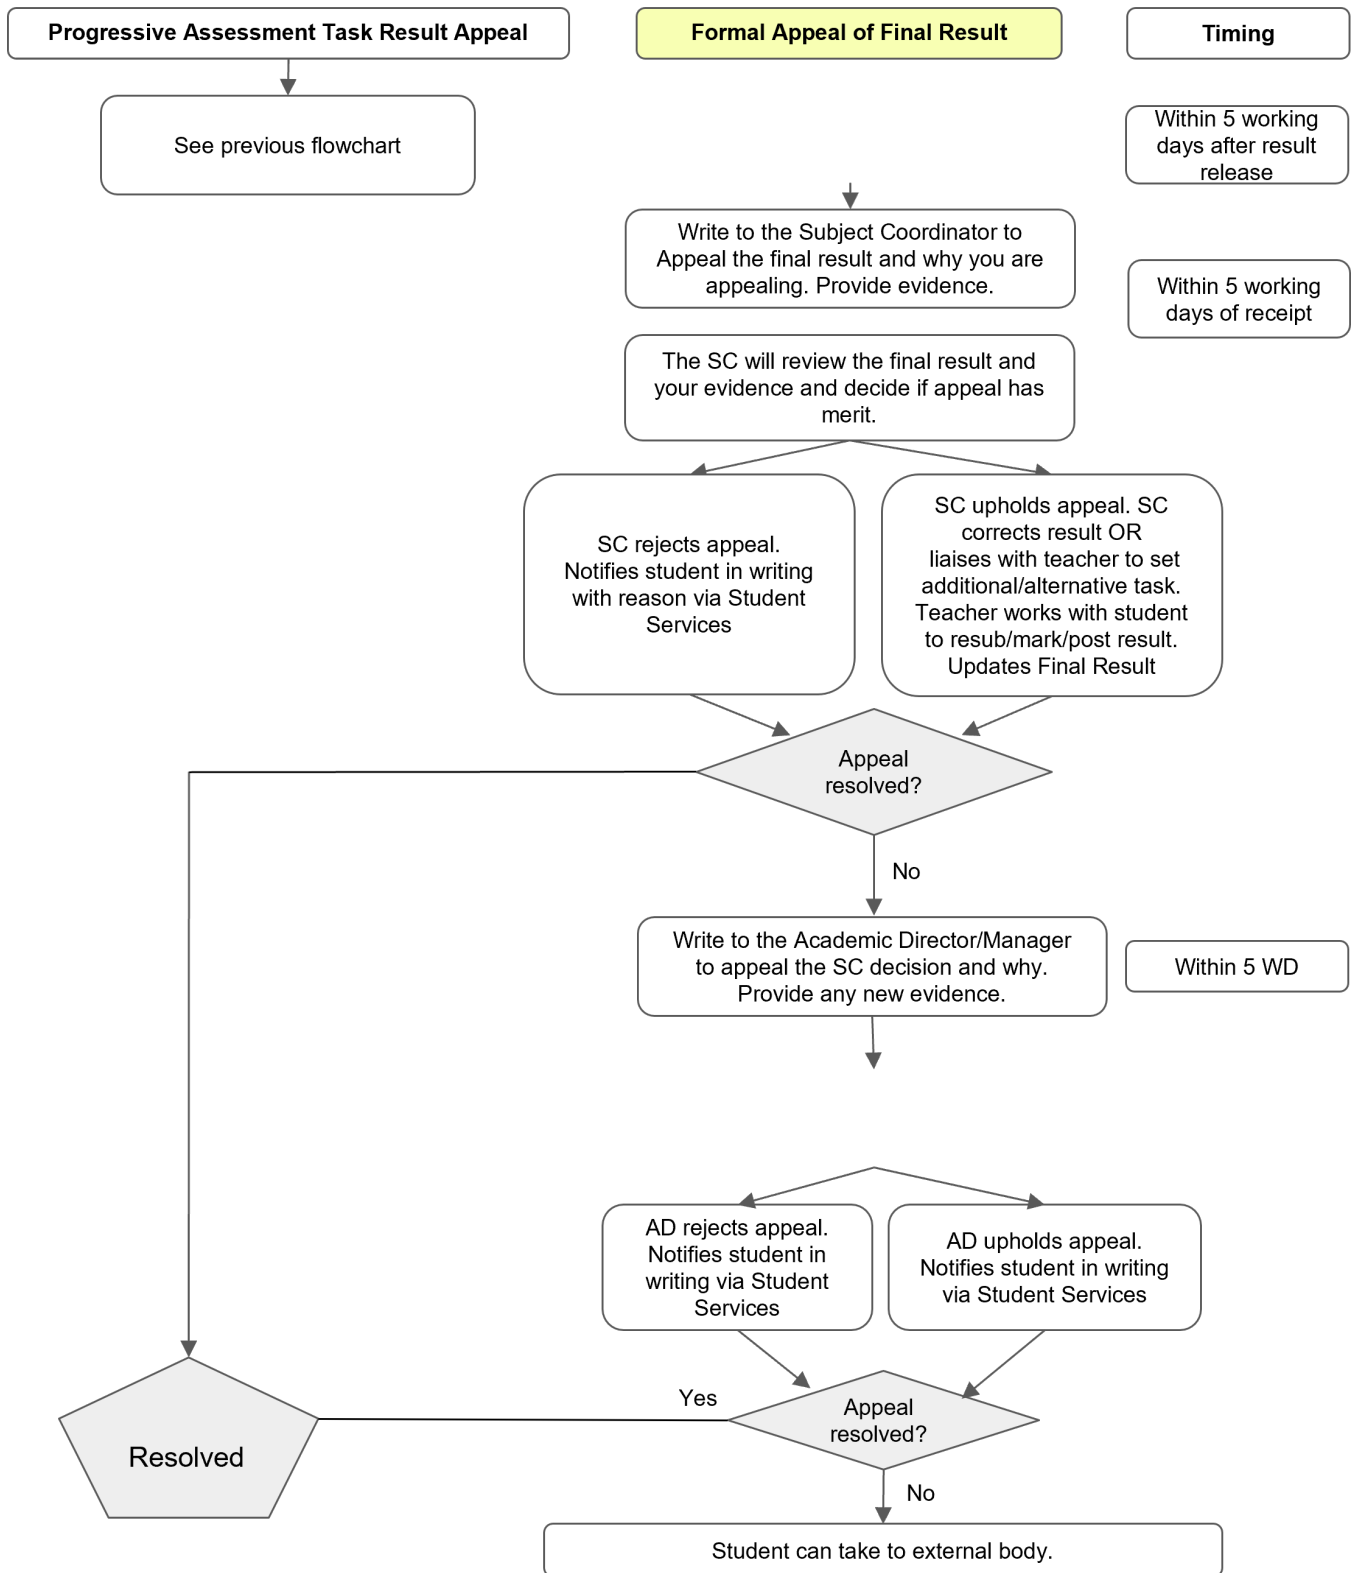 Progressive Assessment Task Result Appeal
Formal Appeal of Final Result
Timing
See previous flowchart
Within 5 working
days after result
release
Write to the Subject Coordinator to
Appeal the final result and why you are
appealing. Provide evidence.
Within 5 working
days of receipt
The SC will review the final result and
your evidence and decide if appeal has
merit.
SC rejects appeal.
Notifies student in writing
with reason via Student
Services
SC upholds appeal. SC
corrects result OR
liaises with teacher to set
additional/alternative task.
Teacher works with student
to resub/mark/post result.
Updates Final Result
Appeal
resolved?
No
Write to the Academic Director/Manager
to appeal the SC decision and why.
Provide any new evidence.
Within 5 WD
AD rejects appeal.
Notifies student in
writing via Student
Services
AD upholds appeal.
Notifies student in writing
via Student Services
Yes
Appeal
resolved?
Resolved
No
Student can take to external body.